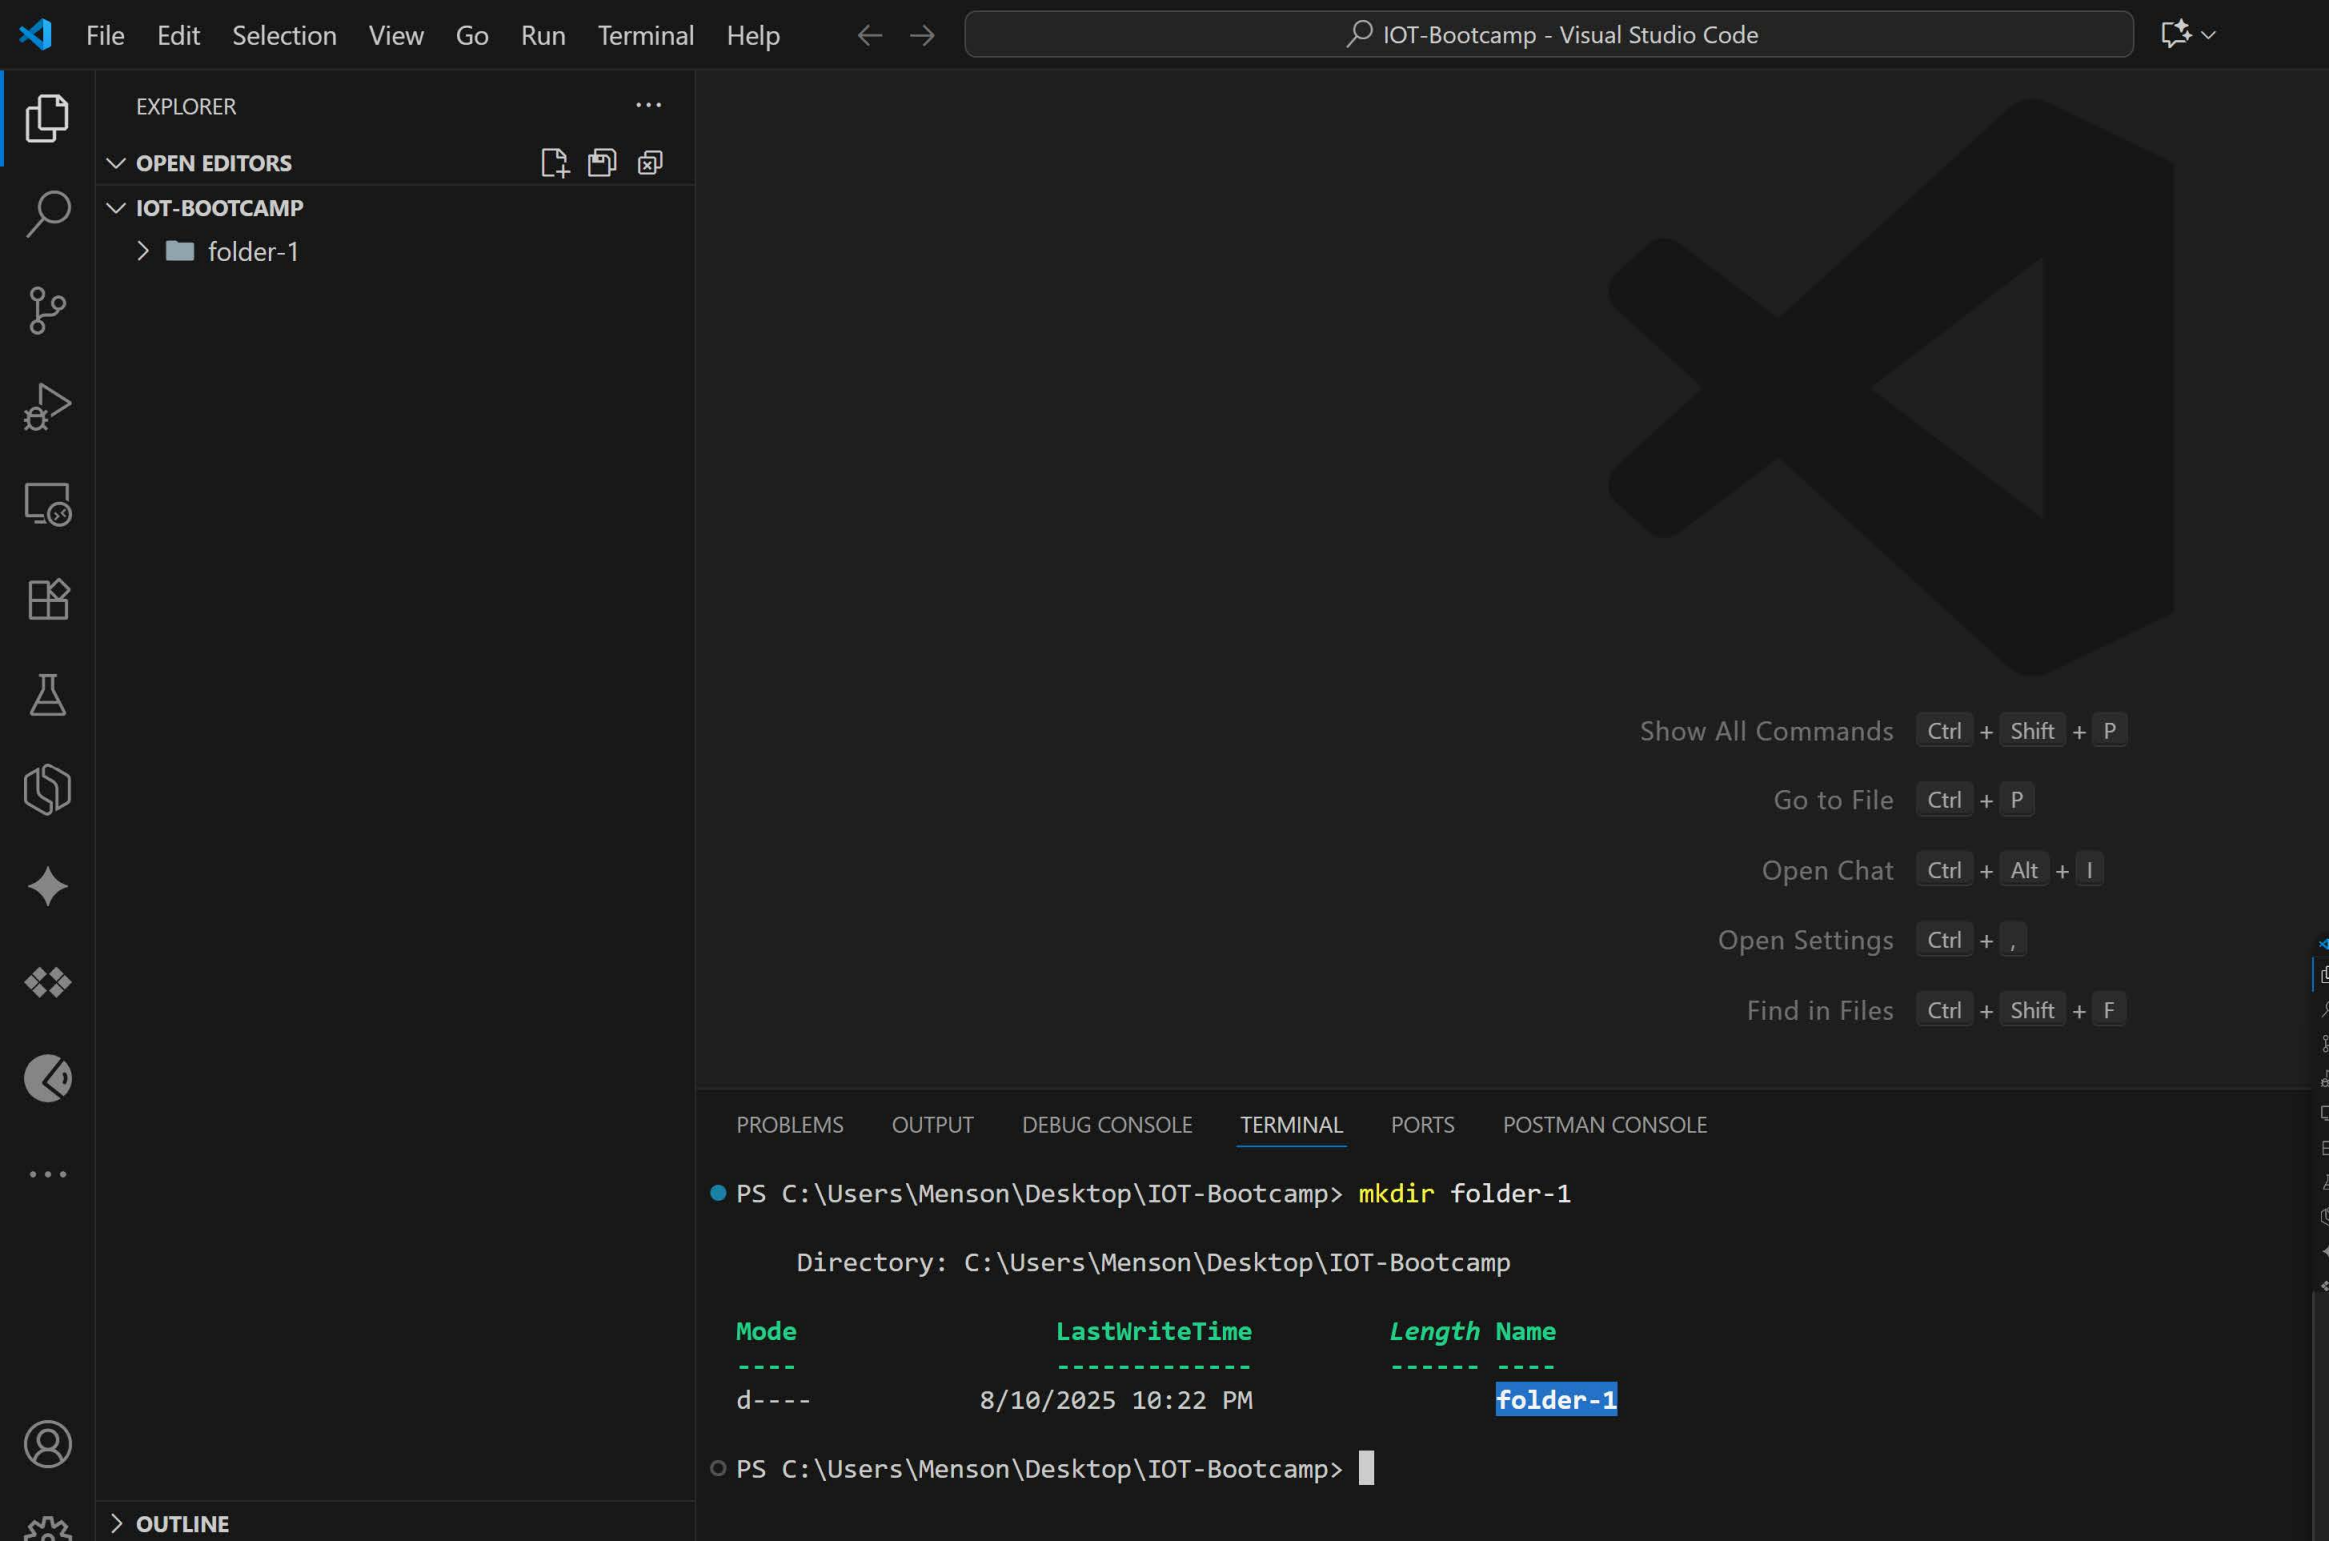 File Edit Selection View Go Run Terminal Help
IOT-Bootcamp - Visual Studio Code
EXPLORER
OPEN EDITORS
IOT-BOOTCAMP
folder-1
Show All Commands Ctrl + Shift + P
Go to File Ctrl + P
Open Chat Ctrl + Alt + I
Open Settings Ctrl + ,
Find in Files Ctrl + Shift + F
PROBLEMS OUTPUT DEBUG CONSOLE TERMINAL PORTS POSTMAN CONSOLE
PS C:\Users\Menson\Desktop\IOT-Bootcamp> mkdir folder-1
Directory: C:\Users\Menson\Desktop\IOT-Bootcamp
Mode LastWriteTime Length Name
---- ------------- ------ ----
d---- 8/10/2025 10:22 PM folder-1
PS C:\Users\Menson\Desktop\IOT-Bootcamp>
OUTLINE